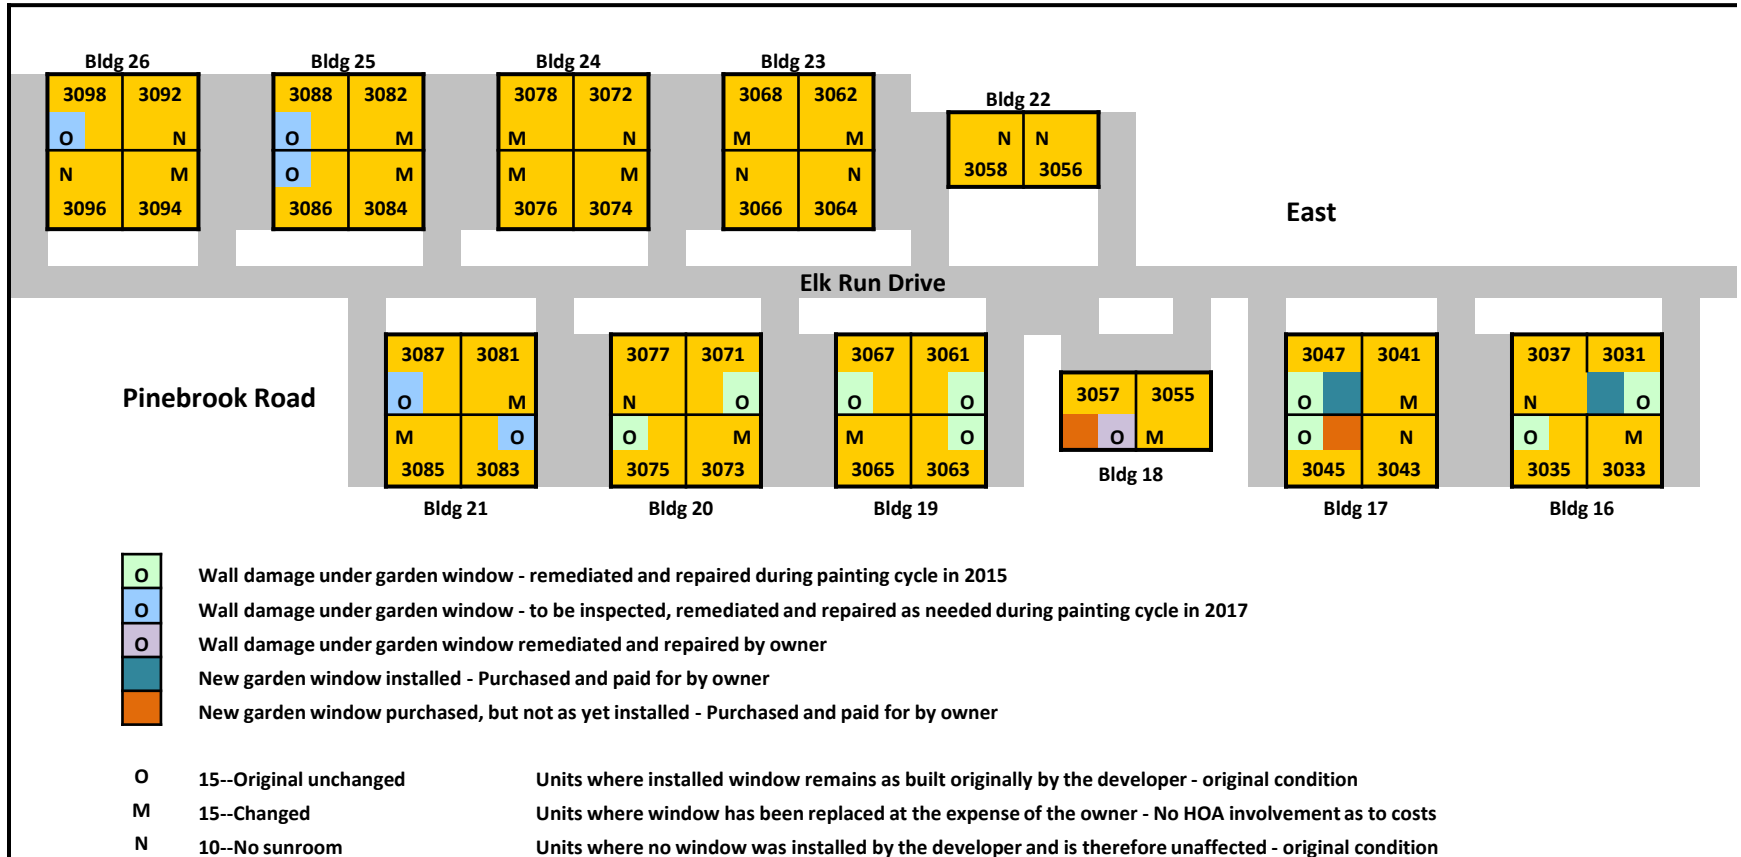 Bldg 26 Bldg 25 Bldg 24 Bldg 23
3098 3092 3088 3082 3078 3072 3068 3062
Bldg 22
O N O M M N M M N N
N M O M M M N N 3058 3056
3096 3094 3086 3084 3076 3074 3066 3064
East
Elk Run Drive
3087 3081 3077 3071 3067 3061 3047 3041 3037 3031
Pinebrook Road
O M N O O O 3057 3055 O M N O
M O O M M O O M O N O M
3085 3083 3075 3073 3065 3063 3045 3043 3035 3033
Bldg 18
Bldg 21 Bldg 20 Bldg 19 Bldg 17 Bldg 16
O Wall damage under garden window - remediated and repaired during painting cycle in 2015
O Wall damage under garden window - to be inspected, remediated and repaired as needed during painting cycle in 2017
O Wall damage under garden window remediated and repaired by owner
New garden window installed - Purchased and paid for by owner
New garden window purchased, but not as yet installed - Purchased and paid for by owner
O 15--Original unchanged Units where installed window remains as built originally by the developer - original condition
M 15--Changed Units where window has been replaced at the expense of the owner - No HOA involvement as to costs
N 10--No sunroom Units where no window was installed by the developer and is therefore unaffected - original condition